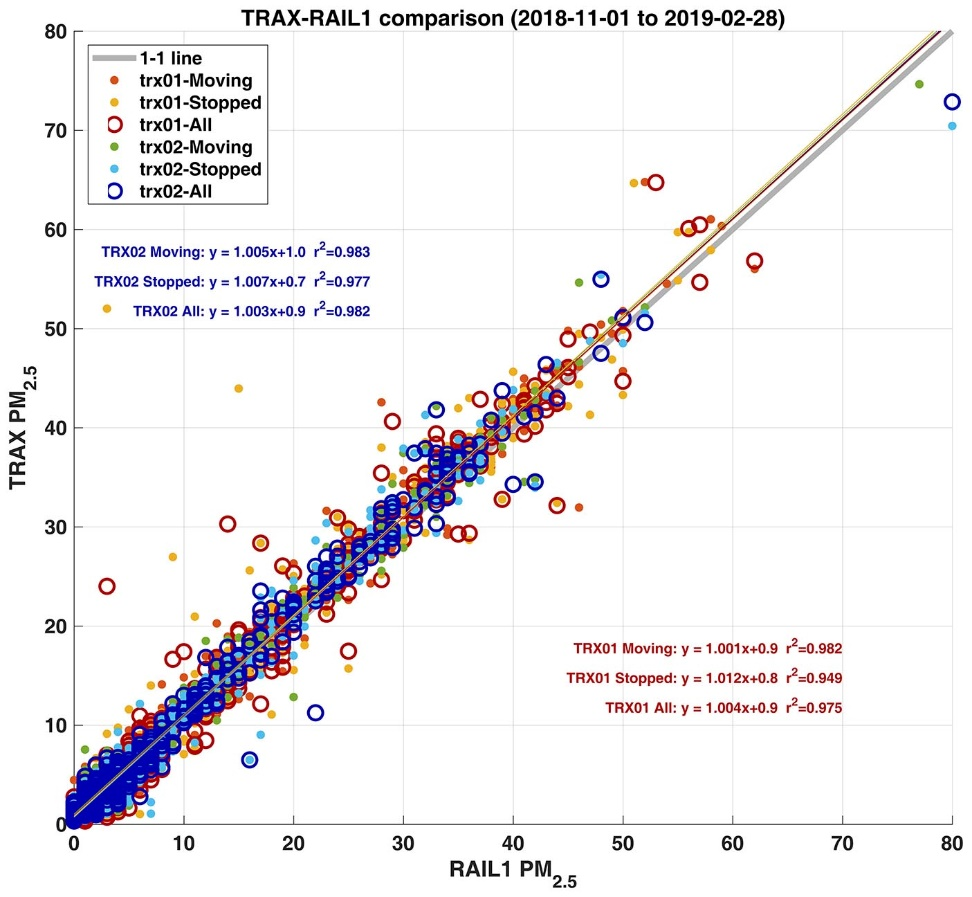 TRAX-RAIL1 comparison (2018-11-01 to 2019-02-28)
80
70
60
50
40
30
20
10
0
TRAX PM2.5
1-1 line
trx01-Moving
trx01-Stopped
trx01-All
trx02-Moving
trx02-Stopped
trx02-All
TRX02 Moving: y = 1.005x+1.0 r²=0.983
TRX02 Stopped: y = 1.007x+0.7 r²=0.977
TRX02 All: y = 1.003x+0.9 r²=0.982
TRX01 Moving: y = 1.001x+0.9 r²=0.982
TRX01 Stopped: y = 1.012x+0.8 r²=0.949
TRX01 All: y = 1.004x+0.9 r²=0.975
0 10 20 30 40 50 60 70 80
RAIL1 PM2.5